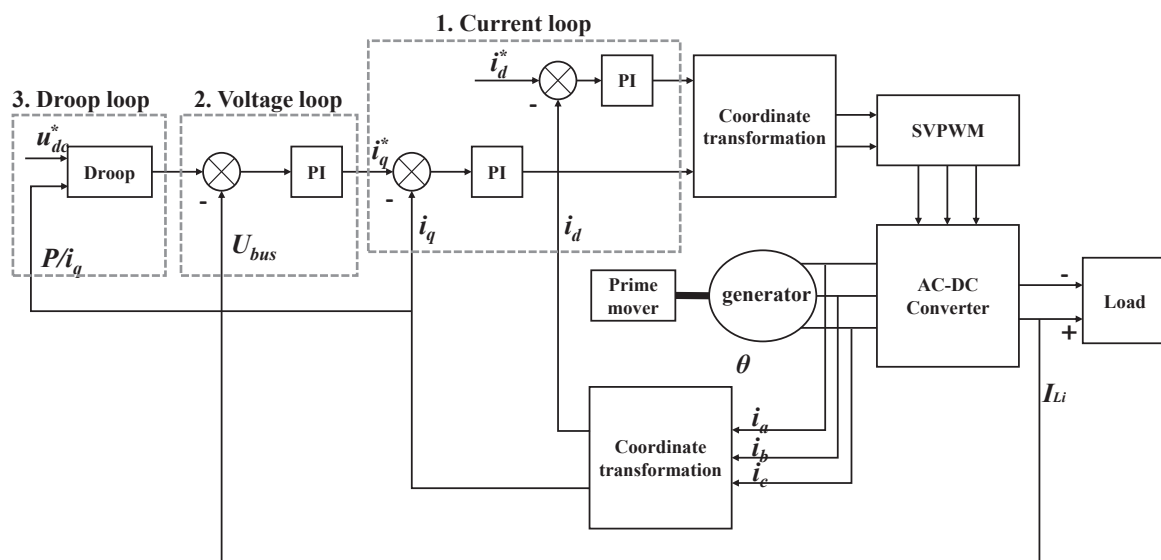 1. Current loop
i*d
PI
3. Droop loop
2. Voltage loop
u*dc
Droop
PI
i*q
PI
Coordinate
transformation
SVPWM
-
-
-
P/iq
Ubus
iq
id
Prime
mover
generator
θ
AC-DC
Converter
-
+
Load
ILi
Coordinate
transformation
ia
ib
ic